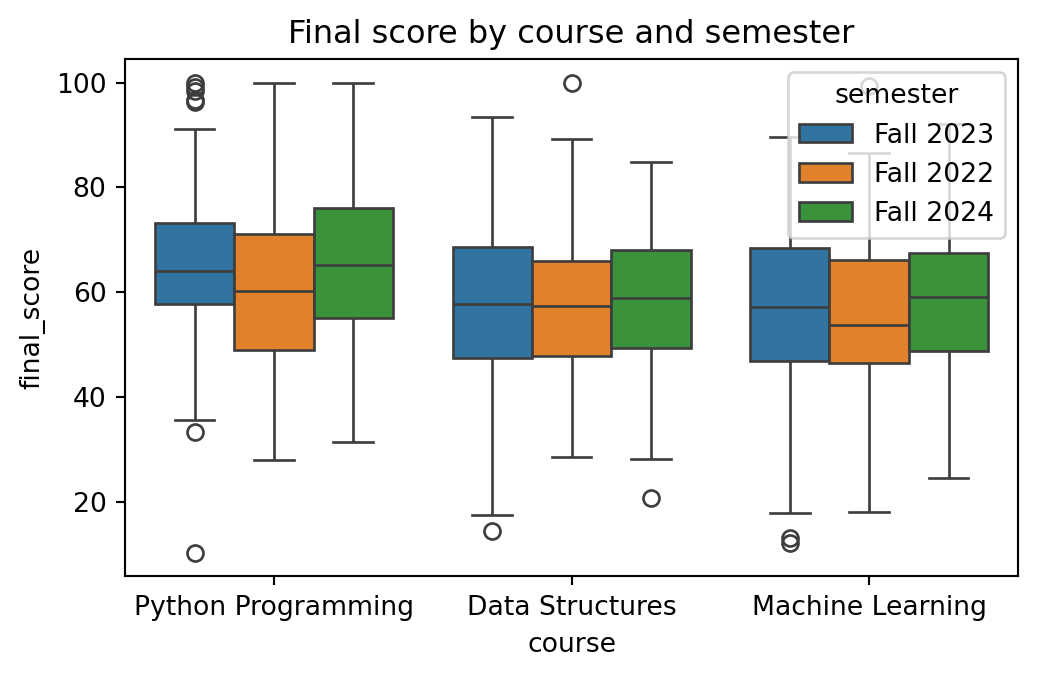 Final score by course and semester
final_score
100
80
60
40
20
semester
Fall 2023
Fall 2022
Fall 2024
Python Programming
Data Structures
Machine Learning
course